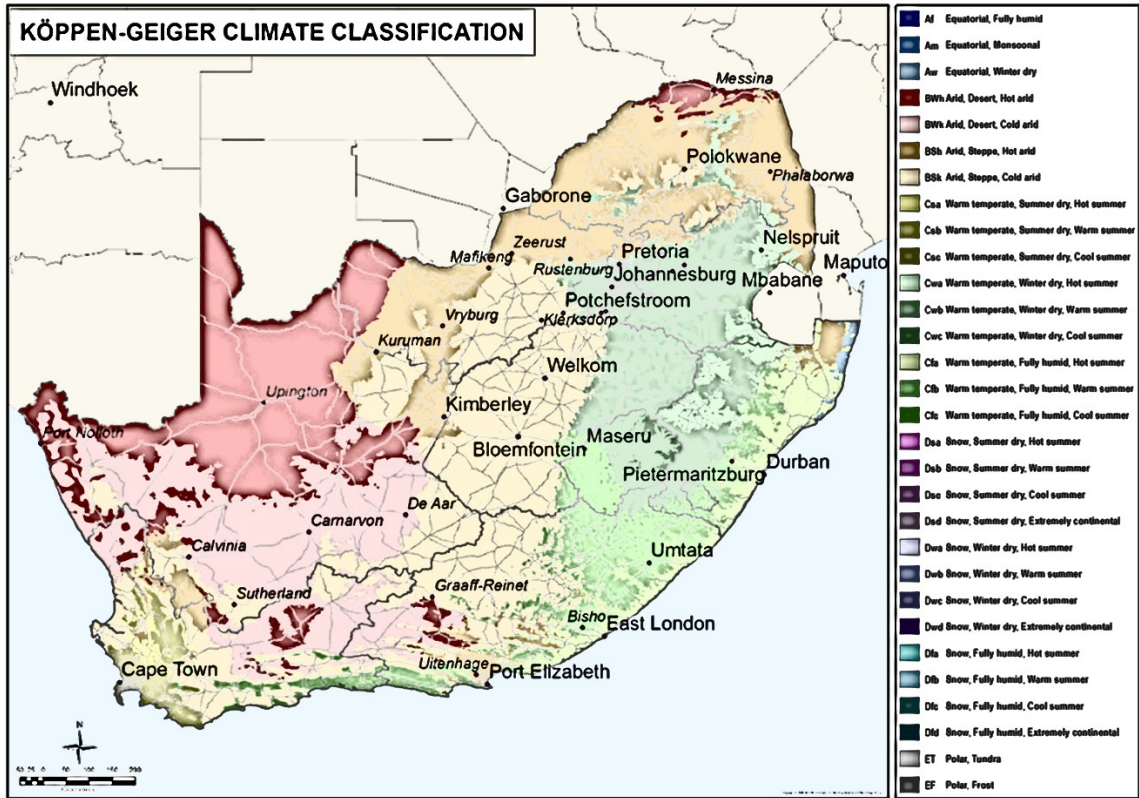 KÖPPEN-GEIGER CLIMATE CLASSIFICATION
Windhoek
Messina
Polokwane
Phalaborwa
Gaborone
Zeerust
Mafikeng
Rustenburg
Pretoria
Johannesburg
Nelspruit
Maputo
Mbabane
Potchefstroom
Klerksdorp
Vryburg
Kuruman
Welkom
Upington
Kimberley
Port Nolloth
Bloemfontein
Maseru
Pietermaritzburg
Durban
De Aar
Carnarvon
Calvinia
Umtata
Sutherland
Graaff-Reinet
Bisho
East London
Cape Town
Uitenhage
Port Elizabeth
N
50 25 0 50 100 150 200
Af Equatorial, Fully humid
Am Equatorial, Monsoonal
Aw Equatorial, Winter dry
BWh Arid, Desert, Hot arid
BWk Arid, Desert, Cold arid
BSh Arid, Steppe, Hot arid
BSk Arid, Steppe, Cold arid
Csa Warm temperate, Summer dry, Hot summer
Csb Warm temperate, Summer dry, Warm summer
Csc Warm temperate, Summer dry, Cool summer
Cwa Warm temperate, Winter dry, Hot summer
Cwb Warm temperate, Winter dry, Warm summer
Cwc Warm temperate, Winter dry, Cool summer
Cfa Warm temperate, Fully humid, Hot summer
Cfb Warm temperate, Fully humid, Warm summer
Cfc Warm temperate, Fully humid, Cool summer
Dsa Snow, Summer dry, Hot summer
Dsb Snow, Summer dry, Warm summer
Dsc Snow, Summer dry, Cool summer
Dsd Snow, Summer dry, Extremely continental
Dwa Snow, Winter dry, Hot summer
Dwb Snow, Winter dry, Warm summer
Dwc Snow, Winter dry, Cool summer
Dwd Snow, Winter dry, Extremely continental
Dfa Snow, Fully humid, Hot summer
Dfb Snow, Fully humid, Warm summer
Dfc Snow, Fully humid, Cool summer
Dfd Snow, Fully humid, Extremely continental
ET Polar, Tundra
EF Polar, Frost